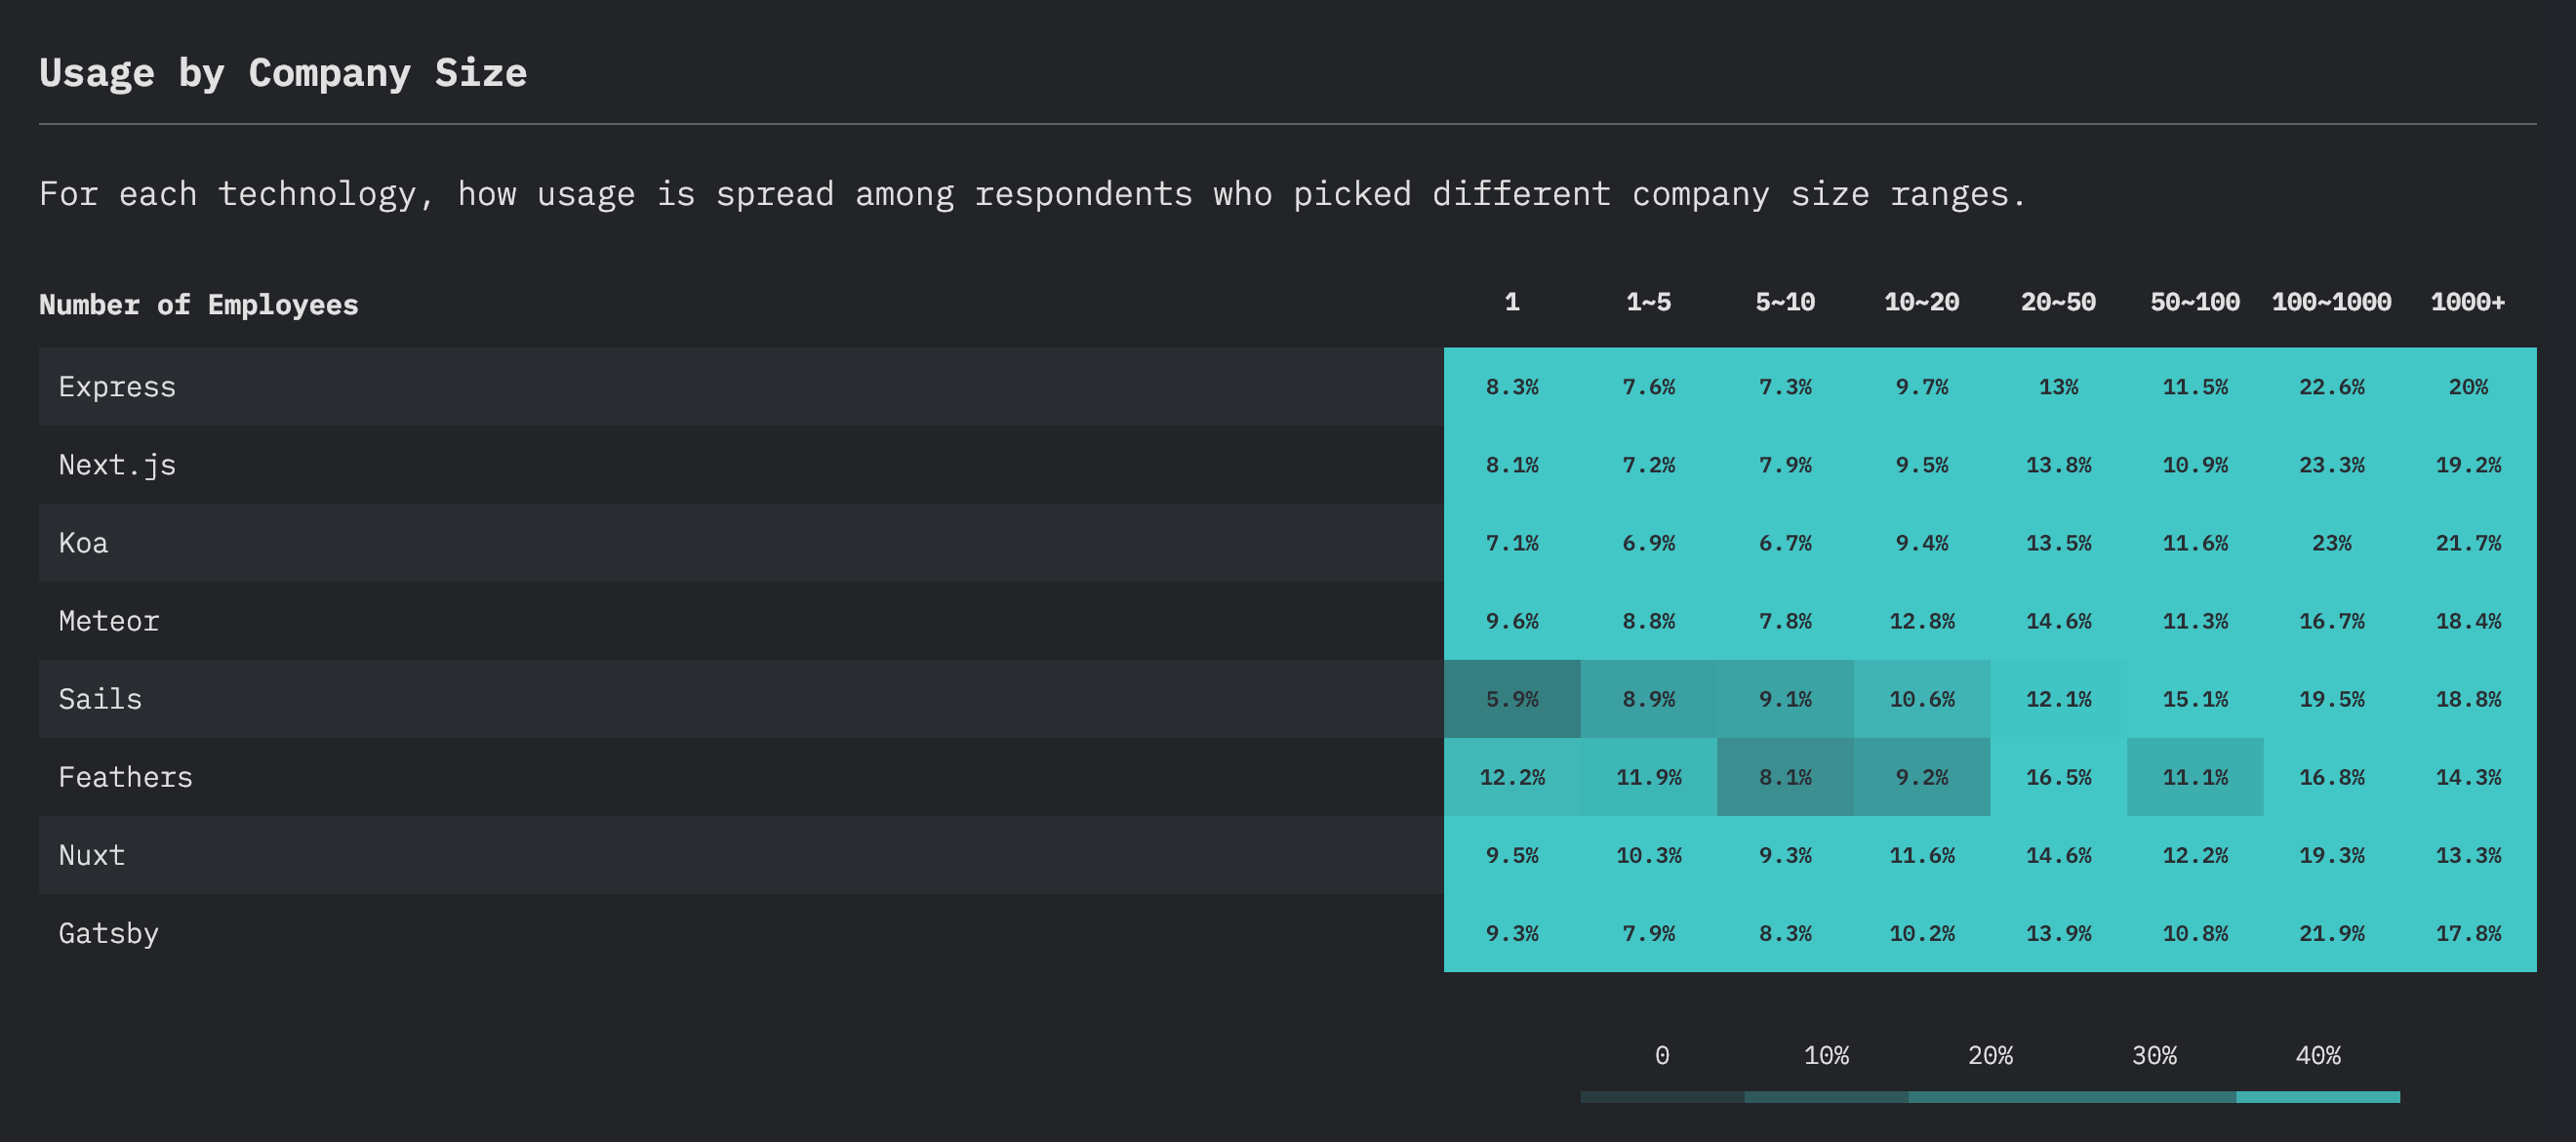 Usage by Company Size
For each technology, how usage is spread among respondents who picked different company size ranges.
Number of Employees 1 1~5 5~10 10~20 20~50 50~100 100~1000 1000+
Express 8.3% 7.6% 7.3% 9.7% 13% 11.5% 22.6% 20%
Next.js 8.1% 7.2% 7.9% 9.5% 13.8% 10.9% 23.3% 19.2%
Koa 7.1% 6.9% 6.7% 9.4% 13.5% 11.6% 23% 21.7%
Meteor 9.6% 8.8% 7.8% 12.8% 14.6% 11.3% 16.7% 18.4%
Sails 5.9% 8.9% 9.1% 10.6% 12.1% 15.1% 19.5% 18.8%
Feathers 12.2% 11.9% 8.1% 9.2% 16.5% 11.1% 16.8% 14.3%
Nuxt 9.5% 10.3% 9.3% 11.6% 14.6% 12.2% 19.3% 13.3%
Gatsby 9.3% 7.9% 8.3% 10.2% 13.9% 10.8% 21.9% 17.8%
0 10% 20% 30% 40%